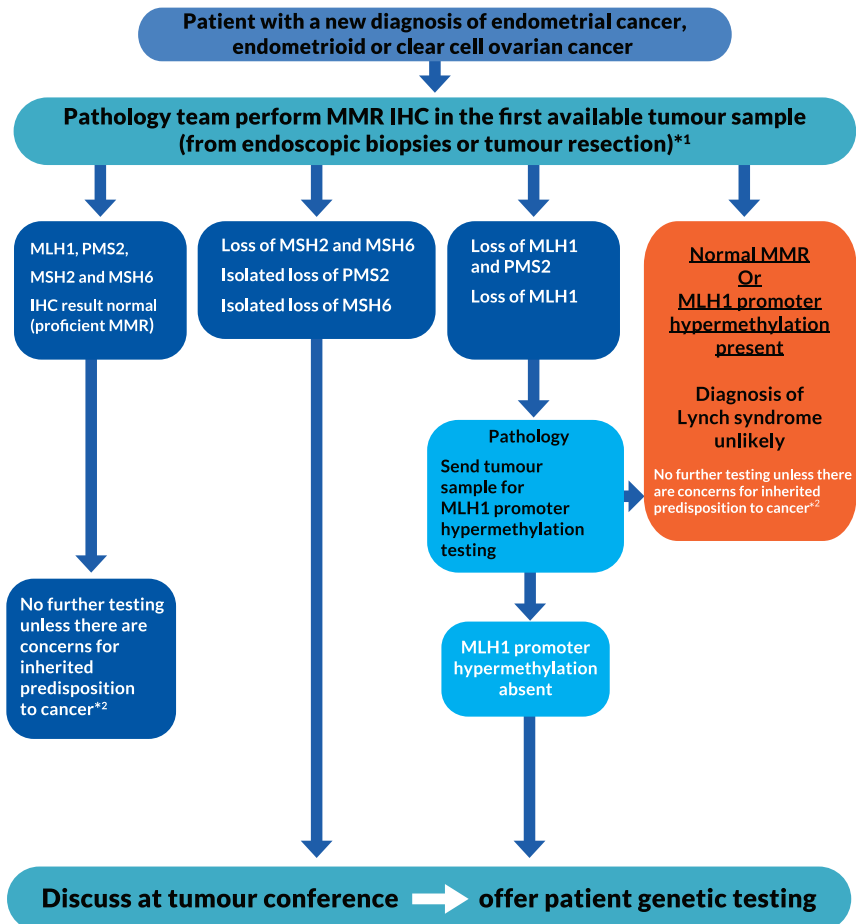 Patient with a new diagnosis of endometrial cancer,
endometrioid or clear cell ovarian cancer
Pathology team perform MMR IHC in the first available tumour sample
(from endoscopic biopsies or tumour resection)*1
MLH1, PMS2,
MSH2 and MSH6
IHC result normal
(proficient MMR)
Loss of MSH2 and MSH6
Isolated loss of PMS2
Isolated loss of MSH6
Loss of MLH1
and PMS2
Loss of MLH1
Normal MMR
Or
MLH1 promoter
hypermethylation
present
Diagnosis of
Lynch syndrome
unlikely
No further testing unless there
are concerns for inherited
predisposition to cancer*2
Pathology
Send tumour
sample for
MLH1 promoter
hypermethylation
testing
No further testing
unless there are
concerns for
inherited
predisposition
to cancer*2
MLH1 promoter
hypermethylation
absent
Discuss at tumour conference offer patient genetic testing